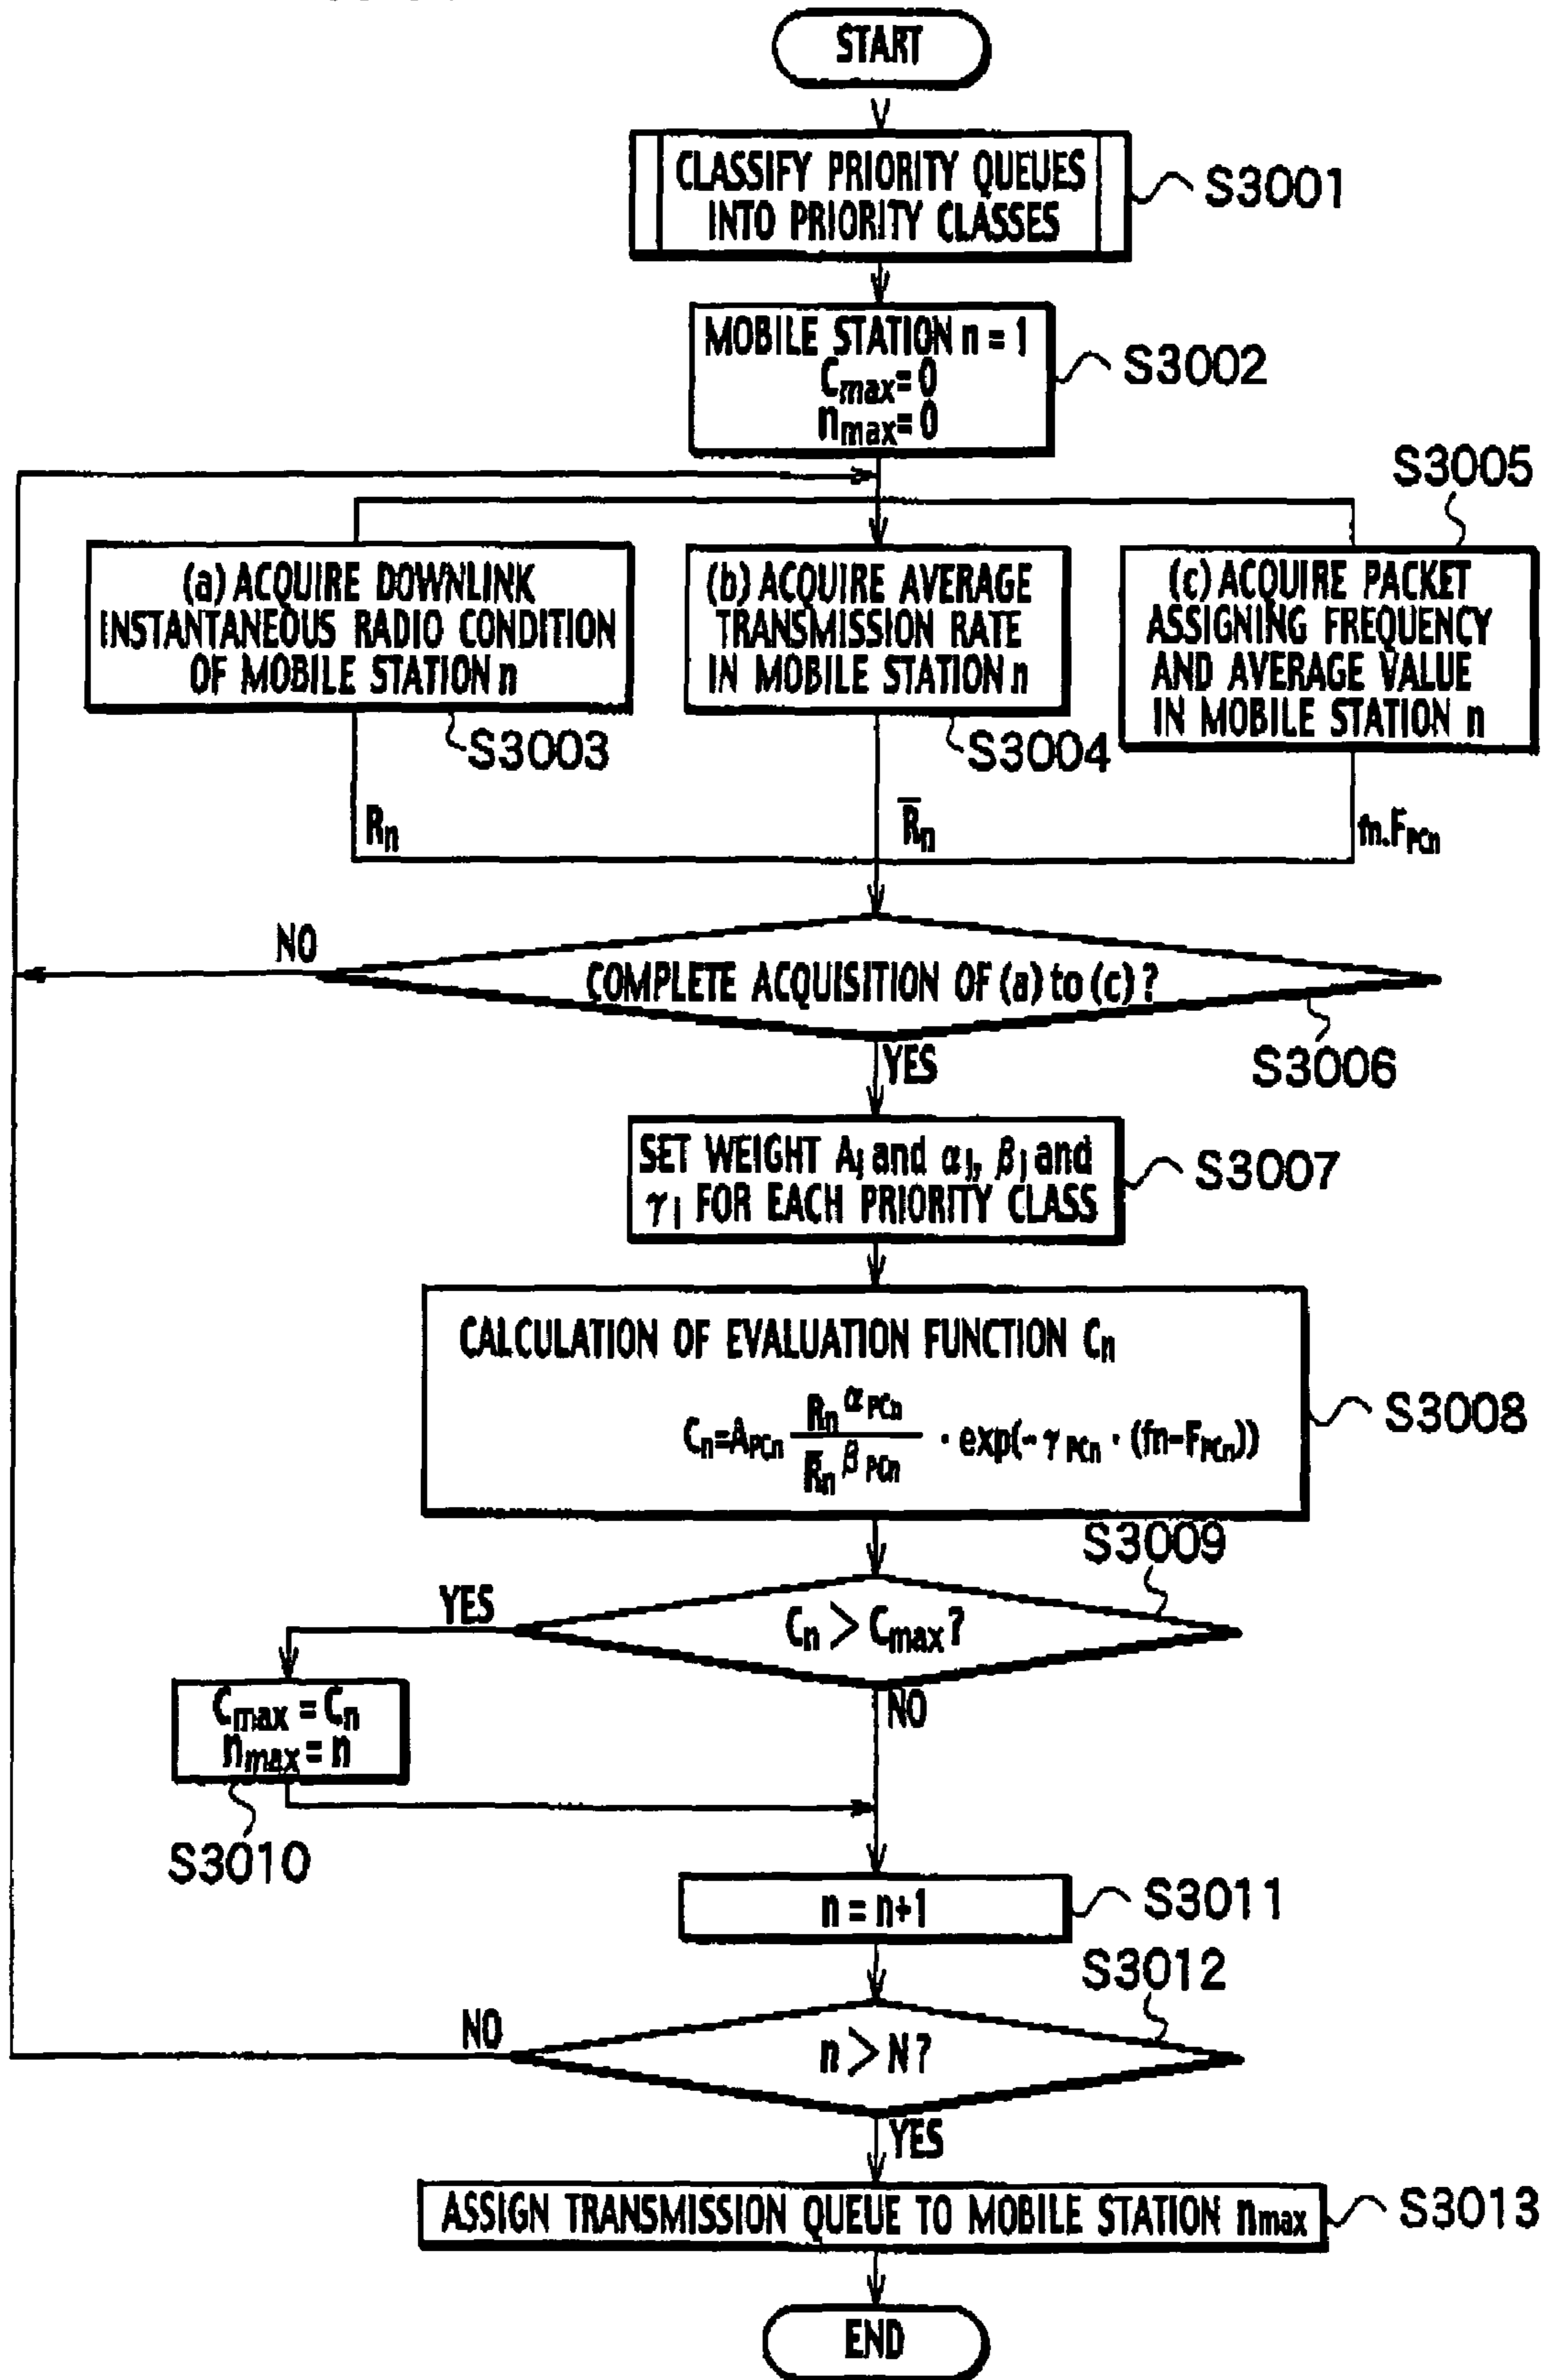 START
CLASSIFY PRIORITY QUEUES
INTO PRIORITY CLASSES
S3001
MOBILE STATION n = 1
Cmax=0
nmax=0
S3002
S3005
(a) ACQUIRE DOWNLINK
INSTANTANEOUS RADIO CONDITION
OF MOBILE STATION n
S3003
(b) ACQUIRE AVERAGE
TRANSMISSION RATE
IN MOBILE STATION n
S3004
(c) ACQUIRE PACKET
ASSIGNING FREQUENCY
AND AVERAGE VALUE
IN MOBILE STATION n
Rn
R̄n
fn.FPCn
NO
COMPLETE ACQUISITION OF (a) to (c) ?
S3006
YES
SET WEIGHT Ai and αi, βi and
γi FOR EACH PRIORITY CLASS
S3007
CALCULATION OF EVALUATION FUNCTION Cn
Cn=APCn Rn^αPCn / R̄n^βPCn · exp(-γPCn · (fn-FPCn))
S3008
S3009
YES
Cn > Cmax?
NO
Cmax = Cn
nmax = n
S3010
n = n+1
S3011
S3012
NO
n > N?
YES
ASSIGN TRANSMISSION QUEUE TO MOBILE STATION nmax
S3013
END